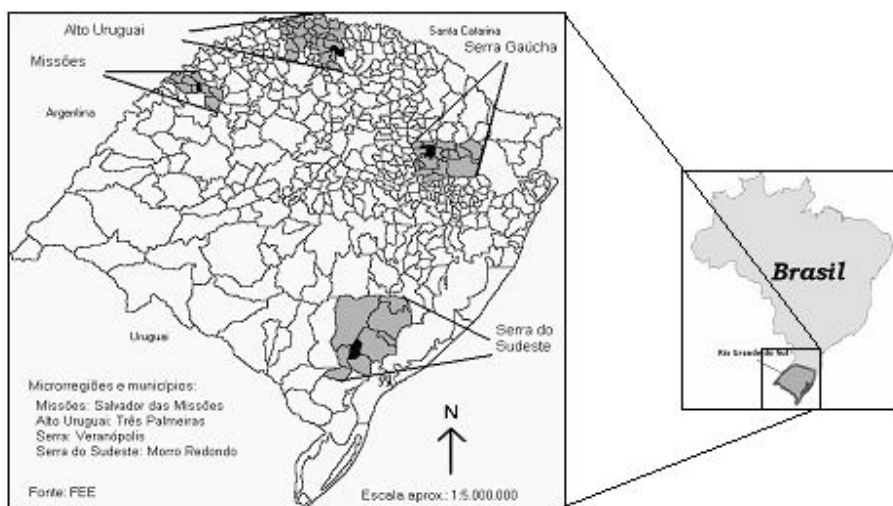 Alto Uruguai
Santa Catarina
Serra Gaúcha
Missões
Argentina
Brasil
Rio Grande do Sul
Serra do
Sudeste
Uruguai
Microrregiões e municípios:
Missões: Salvador das Missões
Alto Uruguai: Três Palmeiras
Serra: Veranópolis
Serra do Sudeste: Morro Redondo
N
Fonte: FEE
Escala aprox.: 1:5.000.000